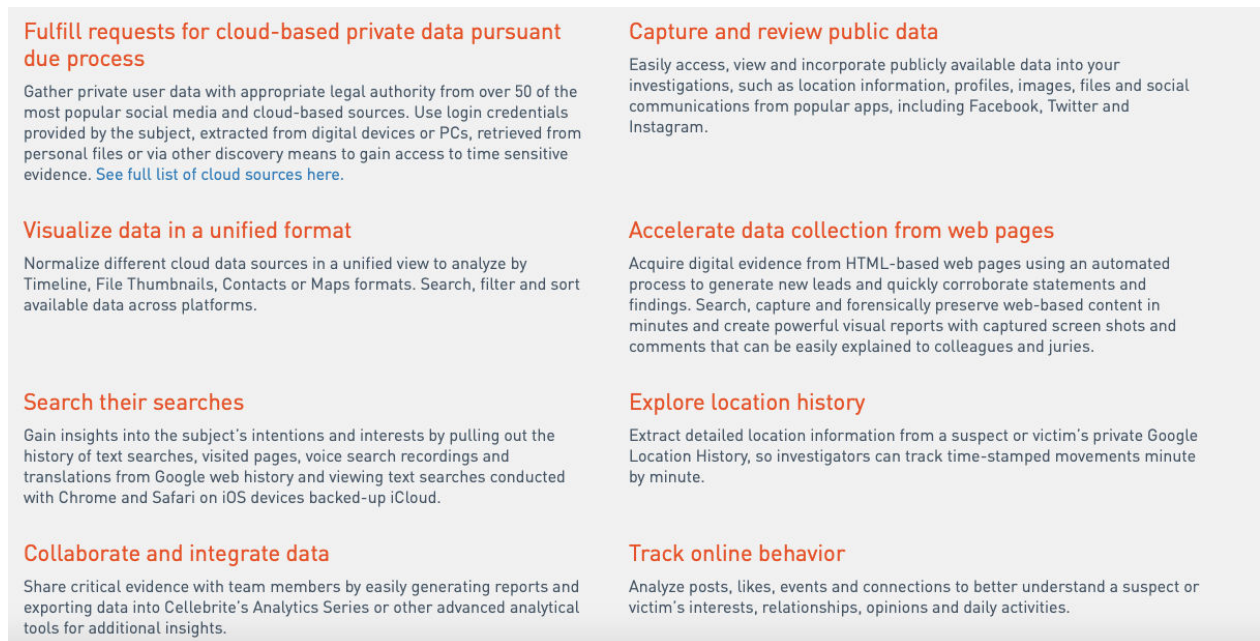 Fulfill requests for cloud-based private data pursuant
due process
Gather private user data with appropriate legal authority from over 50 of the
most popular social media and cloud-based sources. Use login credentials
provided by the subject, extracted from digital devices or PCs, retrieved from
personal files or via other discovery means to gain access to time sensitive
evidence. See full list of cloud sources here.
Capture and review public data
Easily access, view and incorporate publicly available data into your
investigations, such as location information, profiles, images, files and social
communications from popular apps, including Facebook, Twitter and
Instagram.
Visualize data in a unified format
Normalize different cloud data sources in a unified view to analyze by
Timeline, File Thumbnails, Contacts or Maps formats. Search, filter and sort
available data across platforms.
Accelerate data collection from web pages
Acquire digital evidence from HTML-based web pages using an automated
process to generate new leads and quickly corroborate statements and
findings. Search, capture and forensically preserve web-based content in
minutes and create powerful visual reports with captured screen shots and
comments that can be easily explained to colleagues and juries.
Search their searches
Gain insights into the subject's intentions and interests by pulling out the
history of text searches, visited pages, voice search recordings and
translations from Google web history and viewing text searches conducted
with Chrome and Safari on iOS devices backed-up iCloud.
Explore location history
Extract detailed location information from a suspect or victim's private Google
Location History, so investigators can track time-stamped movements minute
by minute.
Collaborate and integrate data
Share critical evidence with team members by easily generating reports and
exporting data into Cellebrite's Analytics Series or other advanced analytical
tools for additional insights.
Track online behavior
Analyze posts, likes, events and connections to better understand a suspect or
victim's interests, relationships, opinions and daily activities.